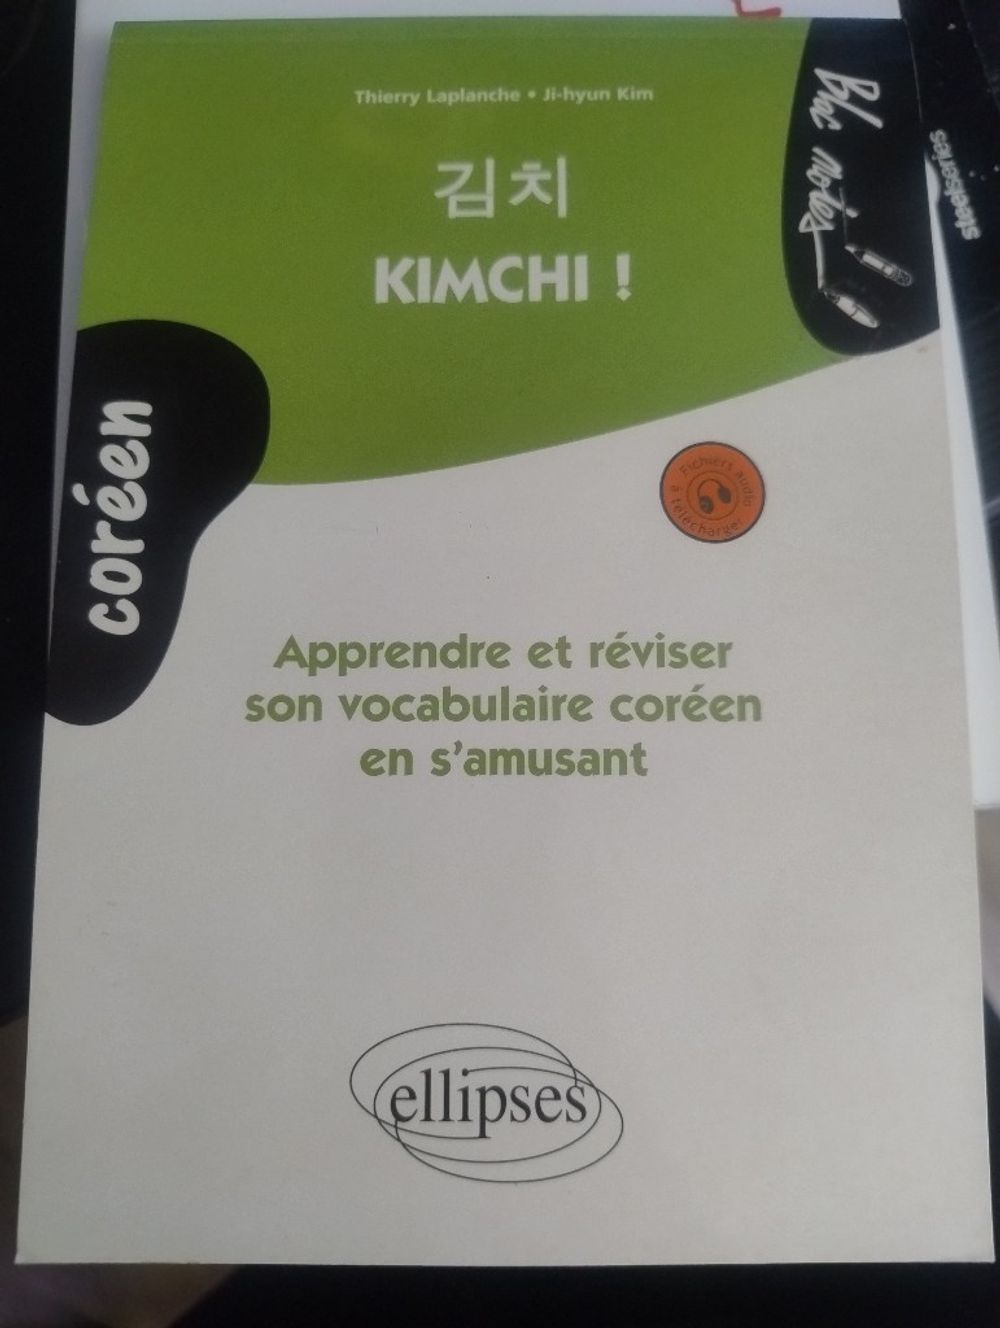 Thierry Laplanche • Ji-hyun Kim
김치
KIMCHI !
Bloc notes
steelseries
coréen
Fichiers audio
à télécharger
Apprendre et réviser
son vocabulaire coréen
en s'amusant
ellipses